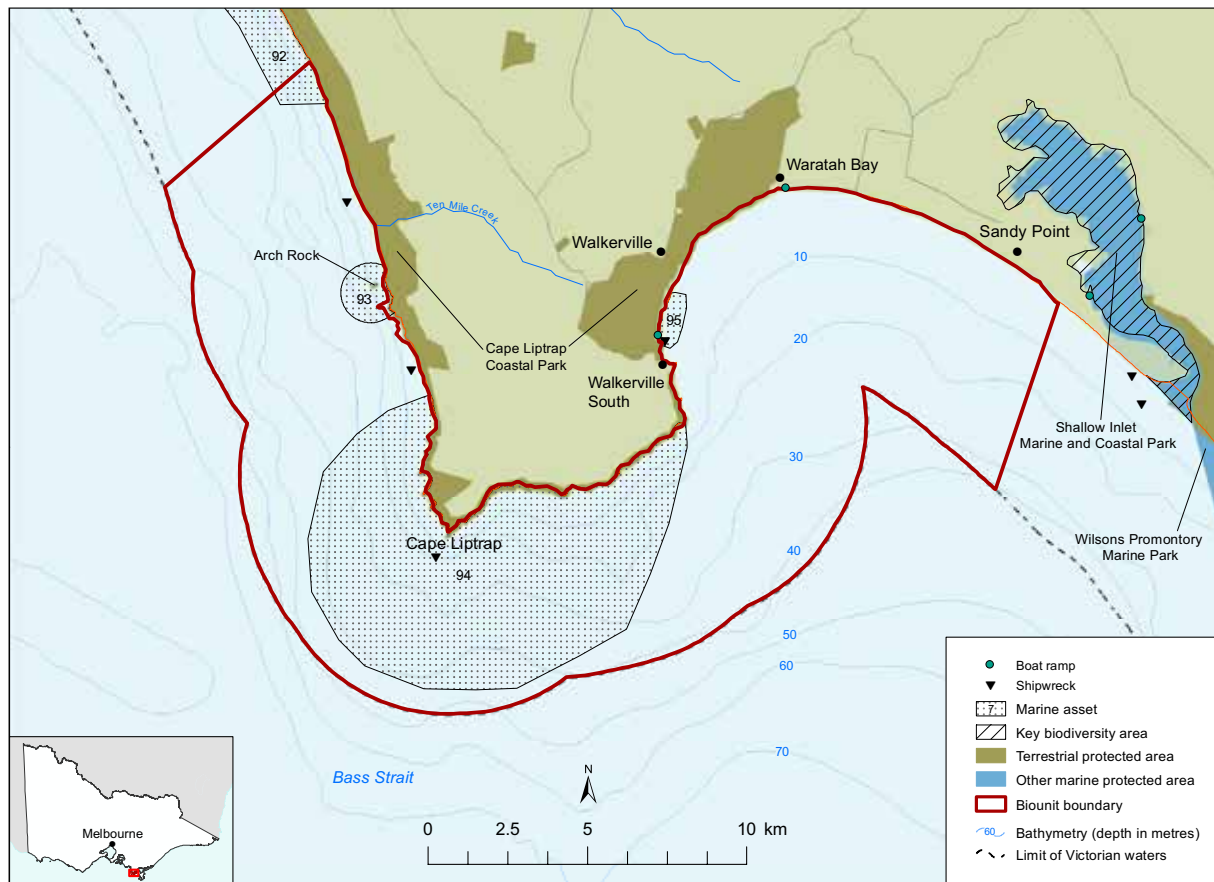 92
Waratah Bay
Ten Mile Creek
Walkerville
Sandy Point
Arch Rock
10
93
95
20
Cape Liptrap
Coastal Park
Walkerville
South
Shallow Inlet
Marine and Coastal Park
30
Cape Liptrap
94
40
Wilsons Promontory
Marine Park
50
60
70
Bass Strait
N
0
2.5
5
10 km
Melbourne
Boat ramp
Shipwreck
7
Marine asset
Key biodiversity area
Terrestrial protected area
Other marine protected area
Biounit boundary
60
Bathymetry (depth in metres)
Limit of Victorian waters